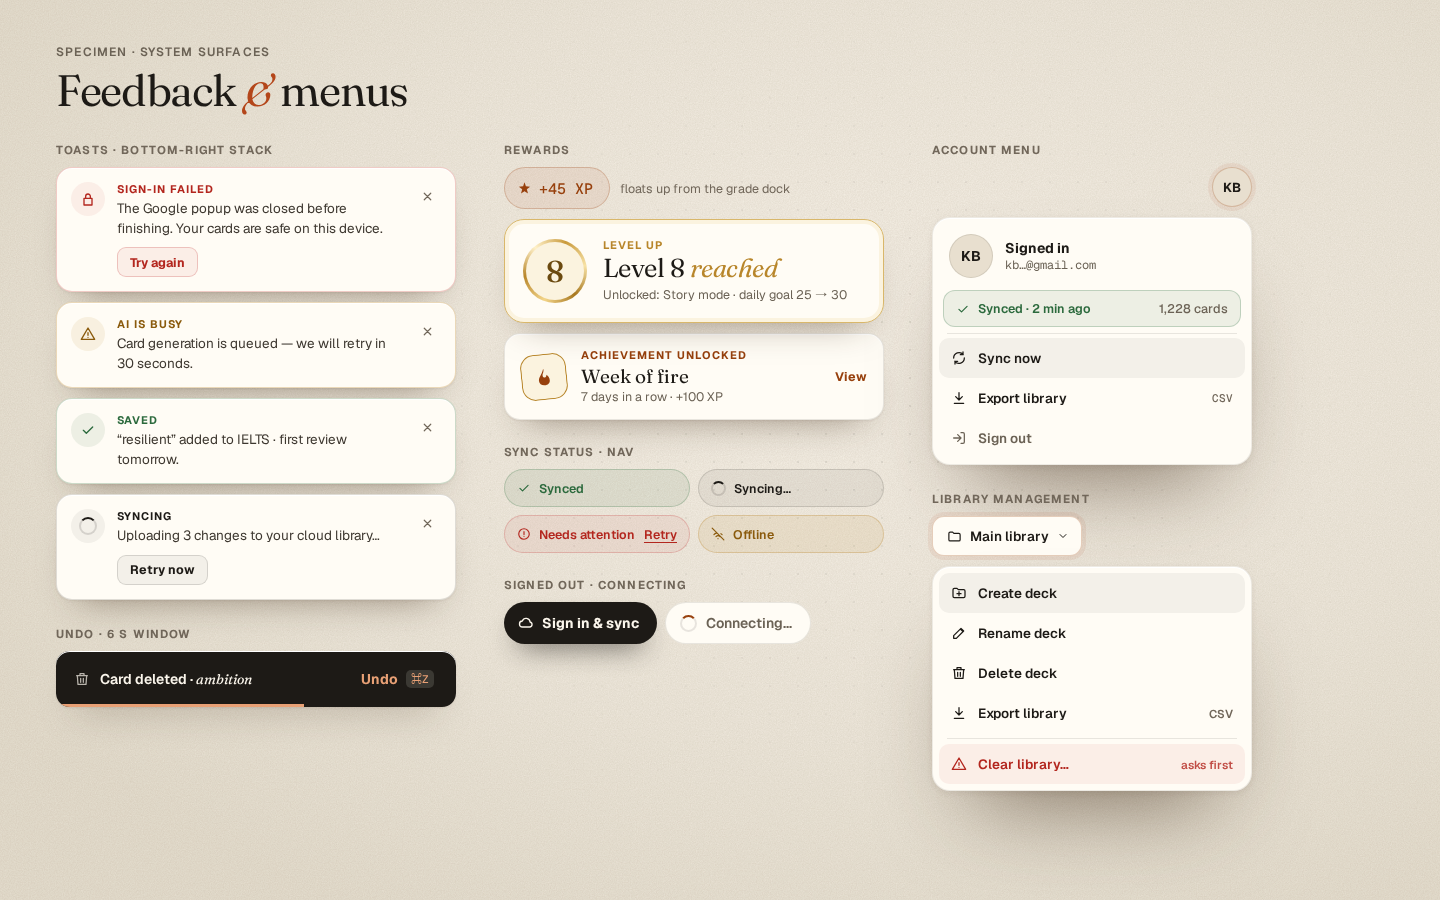 SPECIMEN · SYSTEM SURFACES
Feedback & menus
TOASTS · BOTTOM-RIGHT STACK
SIGN-IN FAILED
The Google popup was closed before
finishing. Your cards are safe on this device.
Try again
AI IS BUSY
Card generation is queued — we will retry in
30 seconds.
SAVED
“resilient” added to IELTS · first review
tomorrow.
SYNCING
Uploading 3 changes to your cloud library…
Retry now
UNDO · 6 S WINDOW
Card deleted · ambition
Undo ⌘Z
REWARDS
+45 XP
floats up from the grade dock
8
LEVEL UP
Level 8 reached
Unlocked: Story mode · daily goal 25 → 30
ACHIEVEMENT UNLOCKED
Week of fire
7 days in a row · +100 XP
View
SYNC STATUS · NAV
Synced
Syncing…
Needs attention Retry
Offline
SIGNED OUT · CONNECTING
Sign in & sync
Connecting…
ACCOUNT MENU
KB
KB
Signed in
kb…@gmail.com
Synced · 2 min ago
1,228 cards
Sync now
Export library
CSV
Sign out
LIBRARY MANAGEMENT
Main library
Create deck
Rename deck
Delete deck
Export library
CSV
Clear library…
asks first